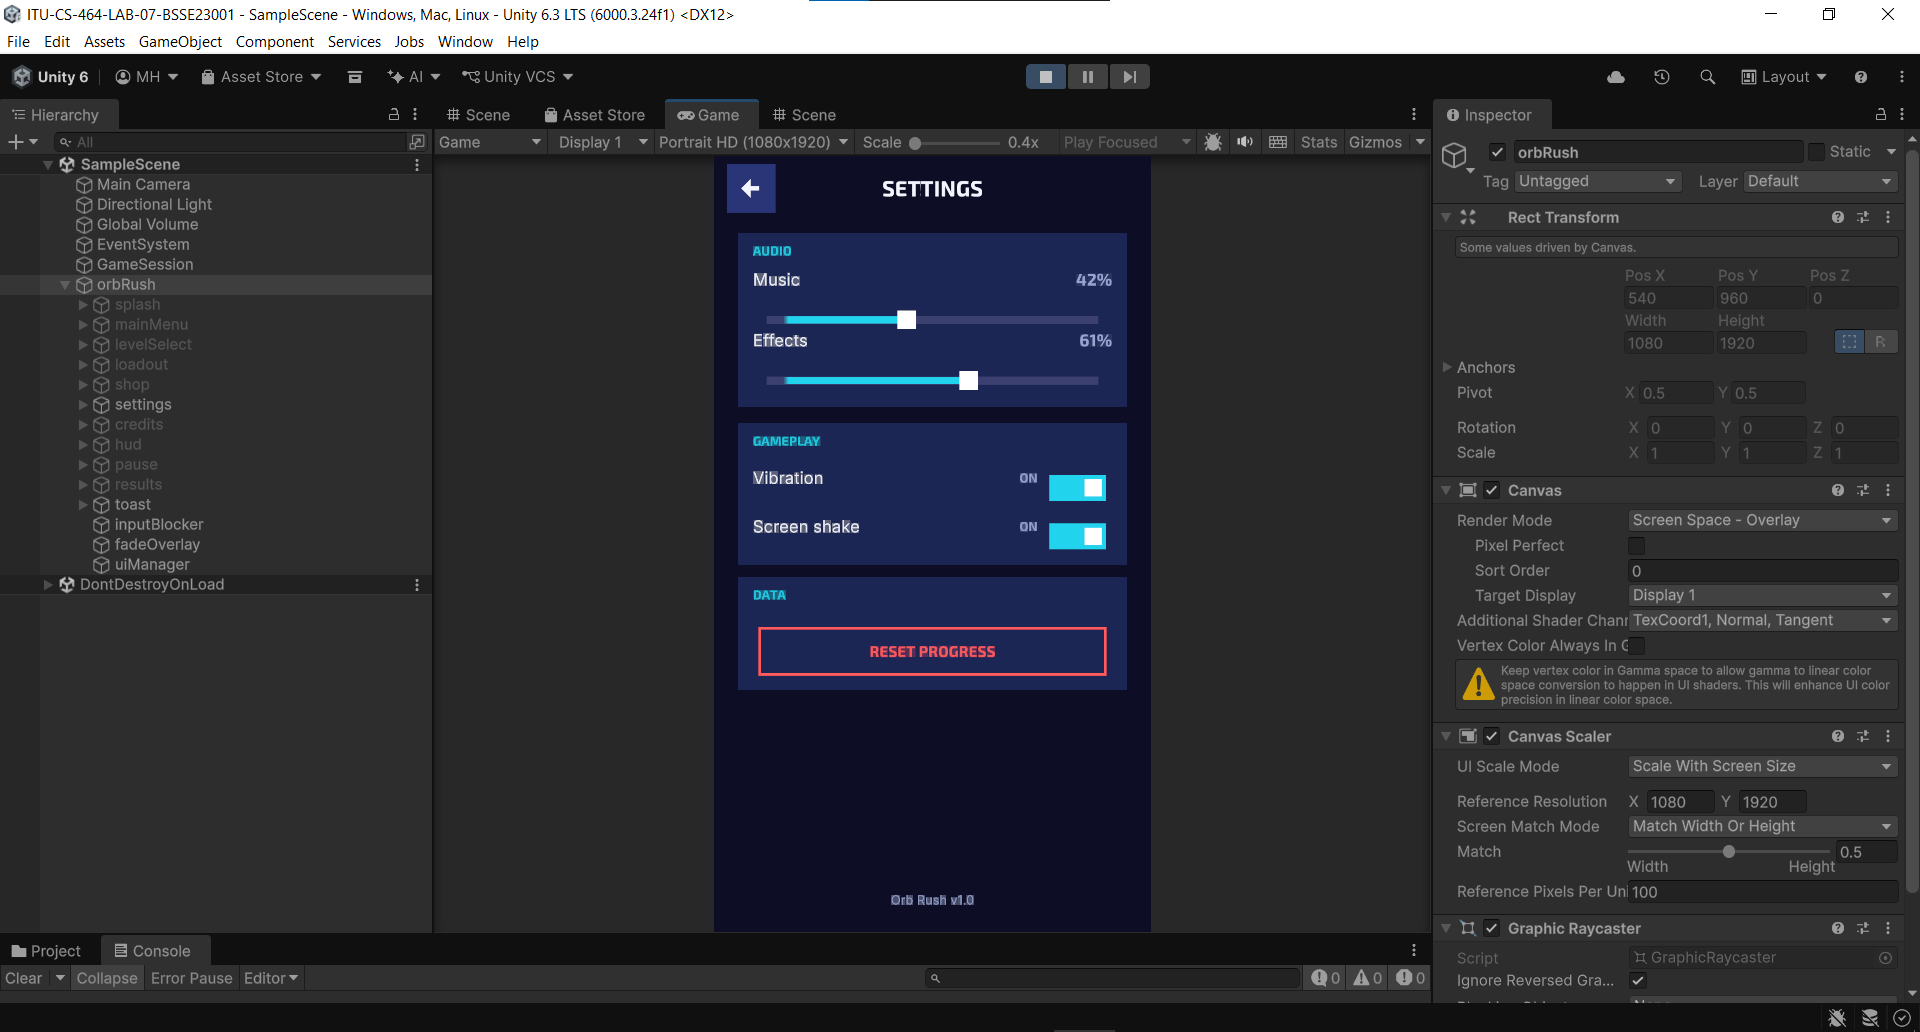 ITU-CS-464-LAB-07-BSSE23001 - SampleScene - Windows, Mac, Linux - Unity 6.3 LTS (6000.3.24f1) <DX12>
File Edit Assets GameObject Component Services Jobs Window Help
Unity 6 MH Asset Store AI Unity VCS Layout
Hierarchy
All
SampleScene
Main Camera
Directional Light
Global Volume
EventSystem
GameSession
orbRush
splash
mainMenu
levelSelect
loadout
shop
settings
credits
hud
pause
results
toast
inputBlocker
fadeOverlay
uiManager
DontDestroyOnLoad
Scene Asset Store Game Scene
Game Display 1 Portrait HD (1080x1920) Scale 0.4x Play Focused Stats Gizmos
SETTINGS
AUDIO
Music 42%
Effects 61%
GAMEPLAY
Vibration ON
Screen shake ON
DATA
RESET PROGRESS
Orb Rush v1.0
Inspector
orbRush Static
Tag Untagged Layer Default
Rect Transform
Some values driven by Canvas.
Pos X Pos Y Pos Z
540 960 0
Width Height
1080 1920 R
Anchors
Pivot X 0.5 Y 0.5
Rotation X 0 Y 0 Z 0
Scale X 1 Y 1 Z 1
Canvas
Render Mode Screen Space - Overlay
Pixel Perfect
Sort Order 0
Target Display Display 1
Additional Shader Chann TexCoord1, Normal, Tangent
Vertex Color Always In G
Keep vertex color in Gamma space to allow gamma to linear color
space conversion to happen in UI shaders. This will enhance UI color
precision in linear color space.
Canvas Scaler
UI Scale Mode Scale With Screen Size
Reference Resolution X 1080 Y 1920
Screen Match Mode Match Width Or Height
Match 0.5
Width Height
Reference Pixels Per Uni 100
Graphic Raycaster
Script GraphicRaycaster
Ignore Reversed Gra...
Project Console
Clear Collapse Error Pause Editor 0 0 0